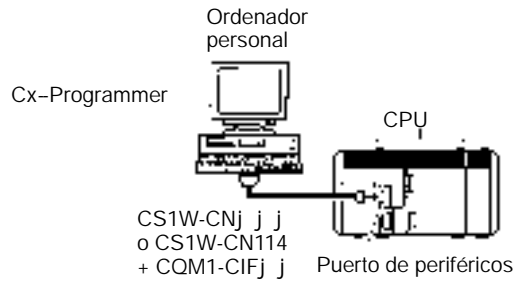 Ordenador
personal
Cx–Programmer
CPU
CS1W-CNj j j
o CS1W-CN114
+ CQM1-CIFj j
Puerto de periféricos